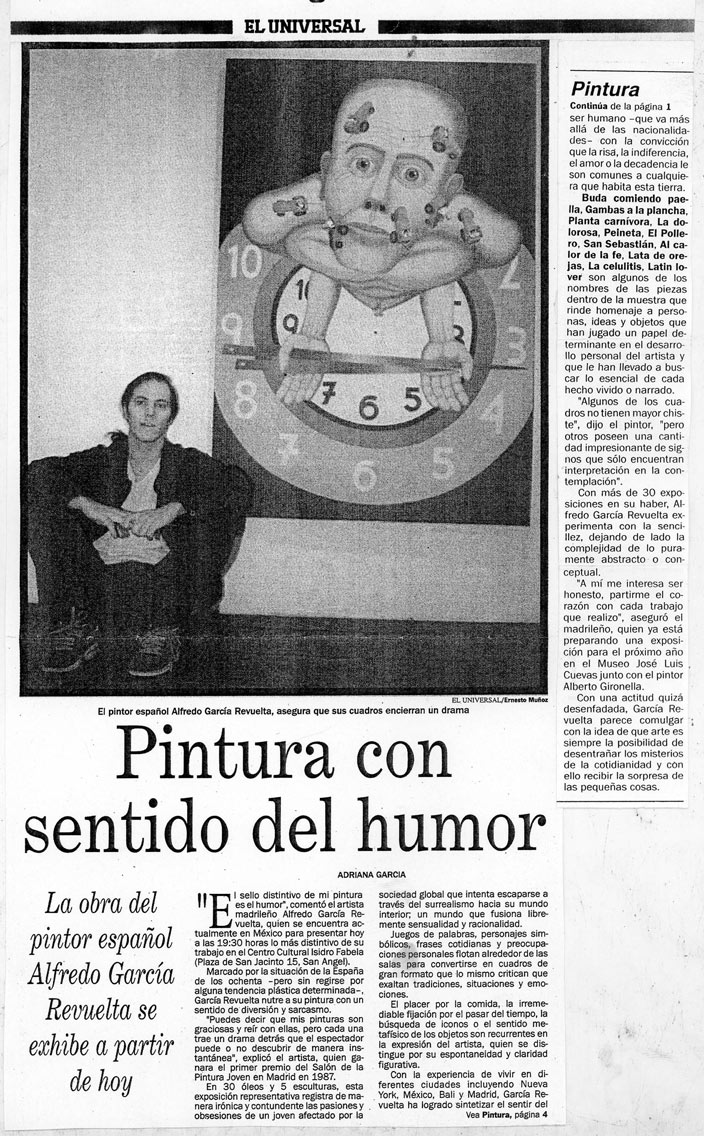 EL UNIVERSAL
10
9
8
7
6
5
4
3
2
10
9
8
7
6
5
EL UNIVERSAL/Ernesto Muñoz
El pintor español Alfredo García Revuelta, asegura que sus cuadros encierran un drama
Pintura con
sentido del humor
ADRIANA GARCIA
La obra del
pintor español
Alfredo García
Revuelta se
exhibe a partir
de hoy
"El sello distintivo de mi pintura
es el humor", comentó el artista
madrileño Alfredo García Re-
vuelta, quien se encuentra ac-
tualmente en México para presentar hoy
a las 19:30 horas lo más distintivo de su
trabajo en el Centro Cultural Isidro Fabela
(Plaza de San Jacinto 15, San Angel).
Marcado por la situación de la España
de los ochenta –pero sin regirse por
alguna tendencia plástica determinada–,
García Revuelta nutre a su pintura con un
sentido de diversión y sarcasmo.
"Puedes decir que mis pinturas son
graciosas y reír con ellas, pero cada una
trae un drama detrás que el espectador
puede o no descubrir de manera ins-
tantánea", explicó el artista, quien ga-
nara el primer premio del Salón de la
Pintura Joven en Madrid en 1987.
En 30 óleos y 5 esculturas, esta
exposición representativa registra de ma-
nera irónica y contundente las pasiones y
obsesiones de un joven afectado por la
sociedad global que intenta escaparse a
través del surrealismo hacia su mundo
interior; un mundo que fusiona libre-
mente sensualidad y racionalidad.
Juegos de palabras, personajes sim-
bólicos, frases cotidianas y preocupa-
ciones personales flotan alrededor de las
salas para convertirse en cuadros de
gran formato que lo mismo critican que
exaltan tradiciones, situaciones y emo-
ciones.
El placer por la comida, la irreme-
diable fijación por el pasar del tiempo, la
búsqueda de iconos o el sentido me-
tafísico de los objetos son recurrentes en
la expresión del artista, quien se dis-
tingue por su espontaneidad y claridad
figurativa.
Con la experiencia de vivir en di-
ferentes ciudades incluyendo Nueva
York, México, Bali y Madrid, García Re-
vuelta ha logrado sintetizar el sentir del
Vea Pintura, página 4
Pintura
Continúa de la página 1
ser humano –que va más
allá de las nacionalida-
des– con la convicción
que la risa, la indiferencia,
el amor o la decadencia le
son comunes a cualquie-
ra que habita esta tierra.
Buda comiendo pae-
lla, Gambas a la plancha,
Planta carnívora, La do-
lorosa, Peineta, El Polle-
ro, San Sebastián, Al ca-
lor de la fe, Lata de ore-
jas, La celulitis, Latin lo-
ver son algunos de los
nombres de las piezas
dentro de la muestra que
rinde homenaje a perso-
nas, ideas y objetos que
han jugado un papel de-
terminante en el desarro-
llo personal del artista y
que le han llevado a bus-
car lo esencial de cada
hecho vivido o narrado.
"Algunos de los cua-
dros no tienen mayor chis-
te", dijo el pintor, "pero
otros poseen una canti-
dad impresionante de sig-
nos que sólo encuentran
interpretación en la con-
templación".
Con más de 30 expo-
siciones en su haber, Al-
fredo García Revuelta ex-
perimenta con la senci-
llez, dejando de lado la
complejidad de lo pura-
mente abstracto o con-
ceptual.
"A mí me interesa ser
honesto, partirme el co-
razón con cada trabajo
que realizo", aseguró el
madrileño, quien ya está
preparando una exposi-
ción para el próximo año
en el Museo José Luis
Cuevas junto con el pintor
Alberto Gironella.
Con una actitud quizá
desenfadada, García Re-
vuelta parece comulgar
con la idea de que arte es
siempre la posibilidad de
desentrañar los misterios
de la cotidianidad y con
ello recibir la sorpresa de
las pequeñas cosas.